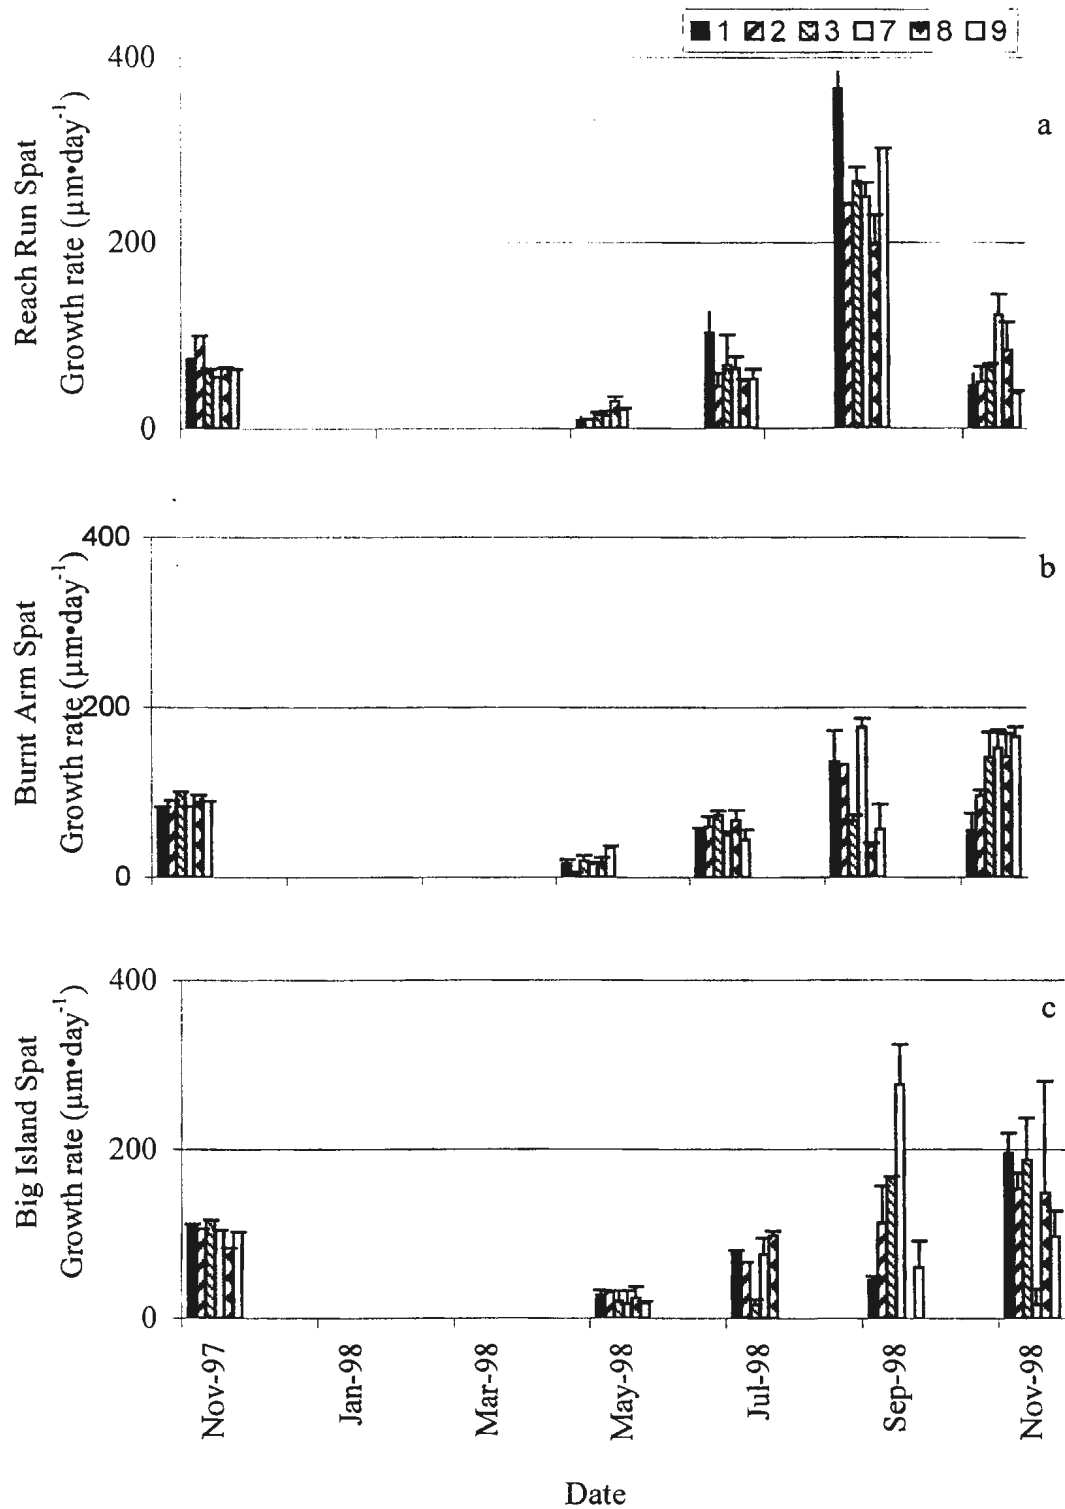 1 2 3 7 8 9
400
200
0
Reach Run Spat
Growth rate (µm•day⁻¹)
a
400
200
0
Burnt Arm Spat
Growth rate (µm•day⁻¹)
b
400
200
0
Big Island Spat
Growth rate (µm•day⁻¹)
c
Nov-97
Jan-98
Mar-98
May-98
Jul-98
Sep-98
Nov-98
Date